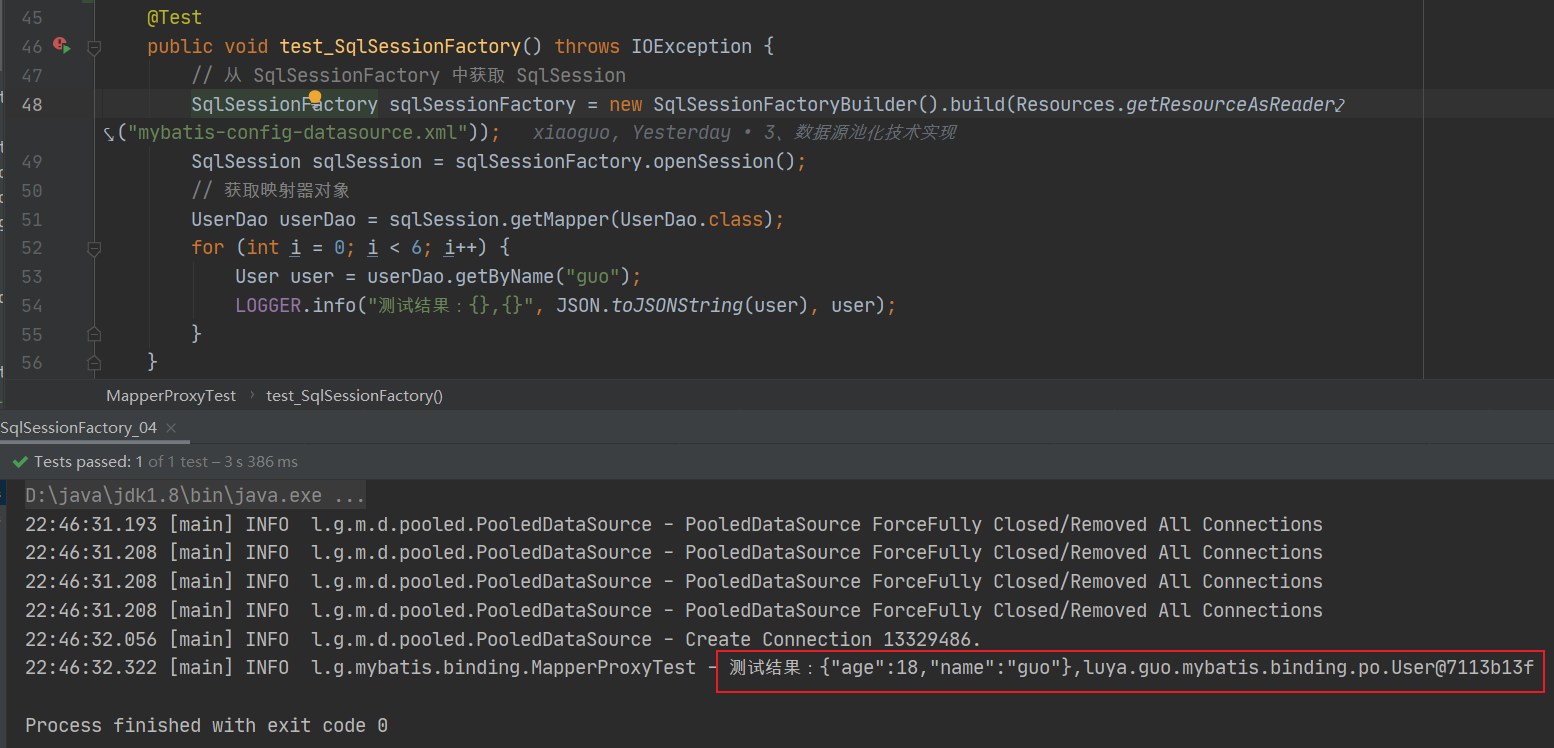 45 @Test
46 public void test_SqlSessionFactory() throws IOException {
47 // 从 SqlSessionFactory 中获取 SqlSession
48 SqlSessionFactory sqlSessionFactory = new SqlSessionFactoryBuilder().build(Resources.getResourceAsReader
("mybatis-config-datasource.xml")); xiaoguo, Yesterday • 3、数据源池化技术实现
49 SqlSession sqlSession = sqlSessionFactory.openSession();
50 // 获取映射器对象
51 UserDao userDao = sqlSession.getMapper(UserDao.class);
52 for (int i = 0; i < 6; i++) {
53 User user = userDao.getByName("guo");
54 LOGGER.info("测试结果：{},{}", JSON.toJSONString(user), user);
55 }
56 }
MapperProxyTest › test_SqlSessionFactory()
SqlSessionFactory_04 ×
Tests passed: 1 of 1 test – 3 s 386 ms
D:\java\jdk1.8\bin\java.exe ...
22:46:31.193 [main] INFO l.g.m.d.pooled.PooledDataSource - PooledDataSource ForceFully Closed/Removed All Connections
22:46:31.208 [main] INFO l.g.m.d.pooled.PooledDataSource - PooledDataSource ForceFully Closed/Removed All Connections
22:46:31.208 [main] INFO l.g.m.d.pooled.PooledDataSource - PooledDataSource ForceFully Closed/Removed All Connections
22:46:31.208 [main] INFO l.g.m.d.pooled.PooledDataSource - PooledDataSource ForceFully Closed/Removed All Connections
22:46:32.056 [main] INFO l.g.m.d.pooled.PooledDataSource - Create Connection 13329486.
22:46:32.322 [main] INFO l.g.mybatis.binding.MapperProxyTest - 测试结果：{"age":18,"name":"guo"},luya.guo.mybatis.binding.po.User@7113b13f
Process finished with exit code 0